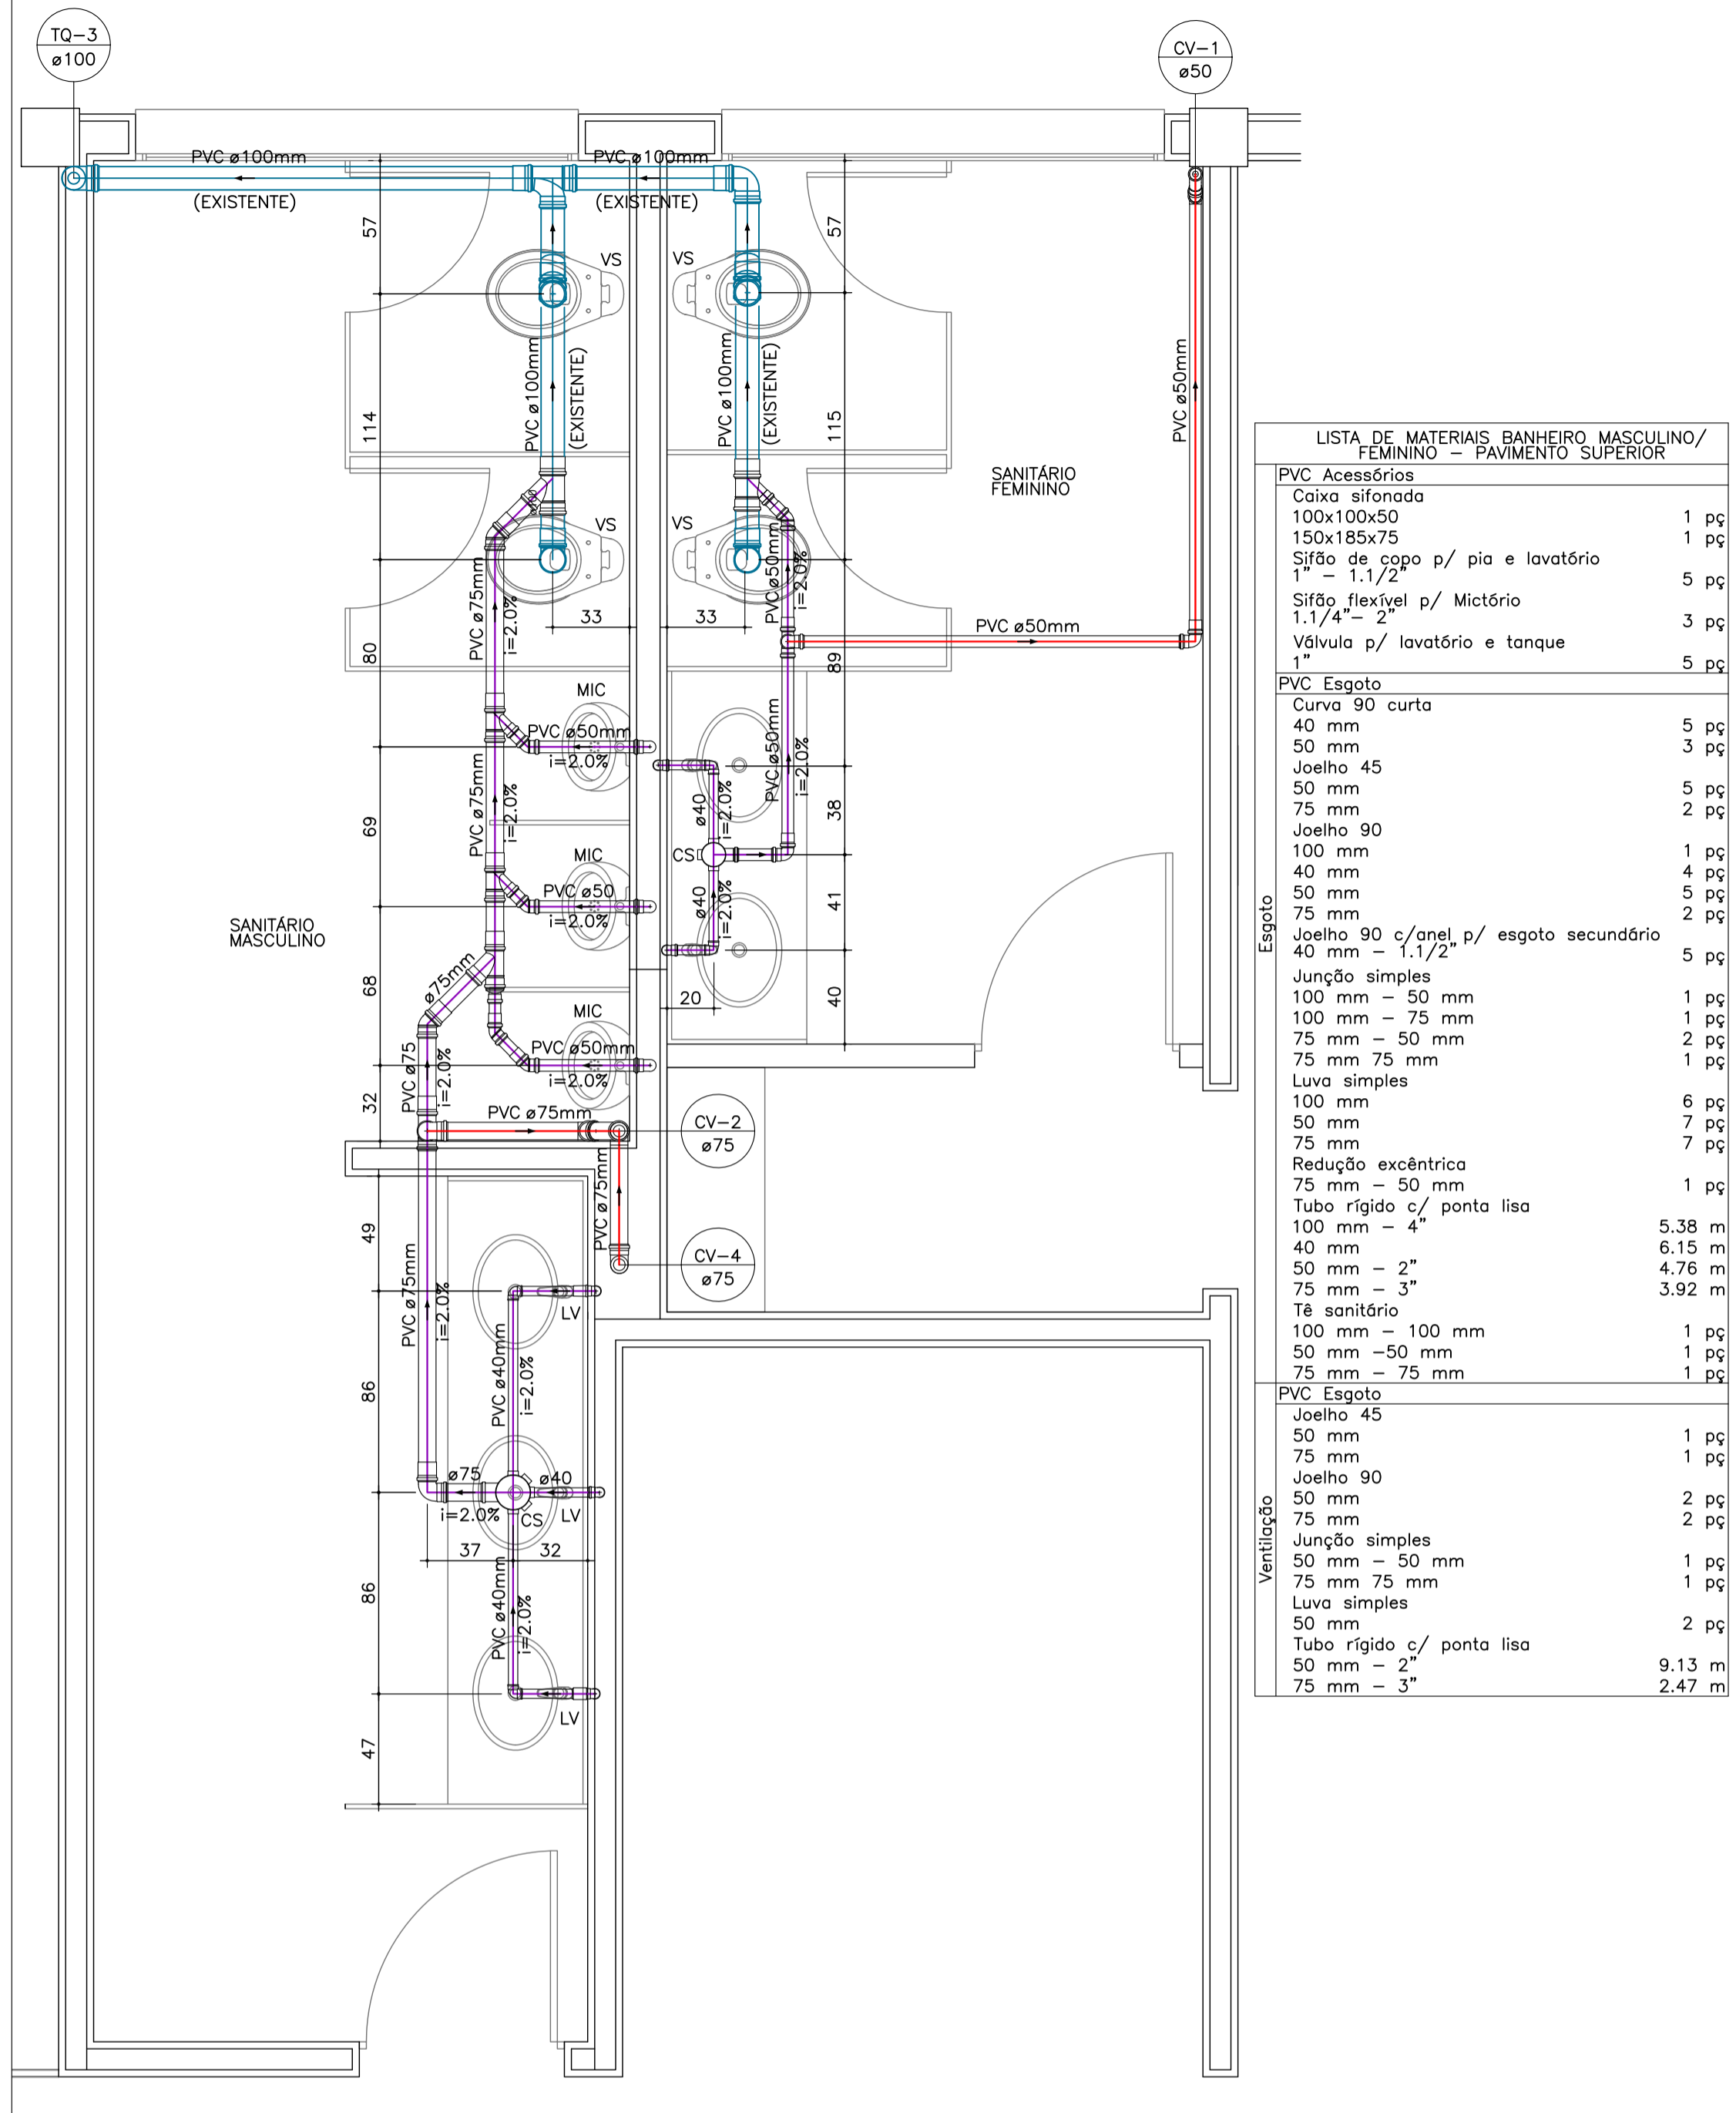 TQ-3
ø100
CV-1
ø50
PVC ø100mm
(EXISTENTE)
PVC ø100mm
(EXISTENTE)
57
57
VS
VS
PVC ø100mm
(EXISTENTE)
PVC ø100mm
(EXISTENTE)
114
115
PVC ø50mm
SANITÁRIO
FEMININO
VS
VS
PVC ø75mm
i=2.0%
PVC ø50mm
i=2.0%
33
33
PVC ø50mm
80
89
MIC
PVC ø50mm
i=2.0%
PVC ø50mm
i=2.0%
PVC ø75mm
i=2.0%
69
38
ø40
i=2.0%
CS
MIC
PVC ø50
i=2.0%
ø40
i=2.0%
41
SANITÁRIO
MASCULINO
ø75mm
68
20
40
MIC
PVC ø50mm
i=2.0%
PVC ø75
i=2.0%
32
PVC ø75mm
CV-2
ø75
PVC ø75mm
49
CV-4
ø75
PVC ø75mm
i=2.0%
LV
PVC ø40mm
i=2.0%
86
ø75
i=2.0%
ø40
LV
CS
37
32
86
PVC ø40mm
i=2.0%
LV
47
LISTA DE MATERIAIS BANHEIRO MASCULINO/
FEMININO - PAVIMENTO SUPERIOR
Esgoto
PVC Acessórios
Caixa sifonada
100x100x50 1 pç
150x185x75 1 pç
Sifão de copo p/ pia e lavatório
1" - 1.1/2" 5 pç
Sifão flexível p/ Mictório
1.1/4"- 2" 3 pç
Válvula p/ lavatório e tanque
1" 5 pç
PVC Esgoto
Curva 90 curta
40 mm 5 pç
50 mm 3 pç
Joelho 45
50 mm 5 pç
75 mm 2 pç
Joelho 90
100 mm 1 pç
40 mm 4 pç
50 mm 5 pç
75 mm 2 pç
Joelho 90 c/anel p/ esgoto secundário
40 mm - 1.1/2" 5 pç
Junção simples
100 mm - 50 mm 1 pç
100 mm - 75 mm 1 pç
75 mm - 50 mm 2 pç
75 mm 75 mm 1 pç
Luva simples
100 mm 6 pç
50 mm 7 pç
75 mm 7 pç
Redução excêntrica
75 mm - 50 mm 1 pç
Tubo rígido c/ ponta lisa
100 mm - 4" 5.38 m
40 mm 6.15 m
50 mm - 2" 4.76 m
75 mm - 3" 3.92 m
Tê sanitário
100 mm - 100 mm 1 pç
50 mm -50 mm 1 pç
75 mm - 75 mm 1 pç
Ventilação
PVC Esgoto
Joelho 45
50 mm 1 pç
75 mm 1 pç
Joelho 90
50 mm 2 pç
75 mm 2 pç
Junção simples
50 mm - 50 mm 1 pç
75 mm 75 mm 1 pç
Luva simples
50 mm 2 pç
Tubo rígido c/ ponta lisa
50 mm - 2" 9.13 m
75 mm - 3" 2.47 m